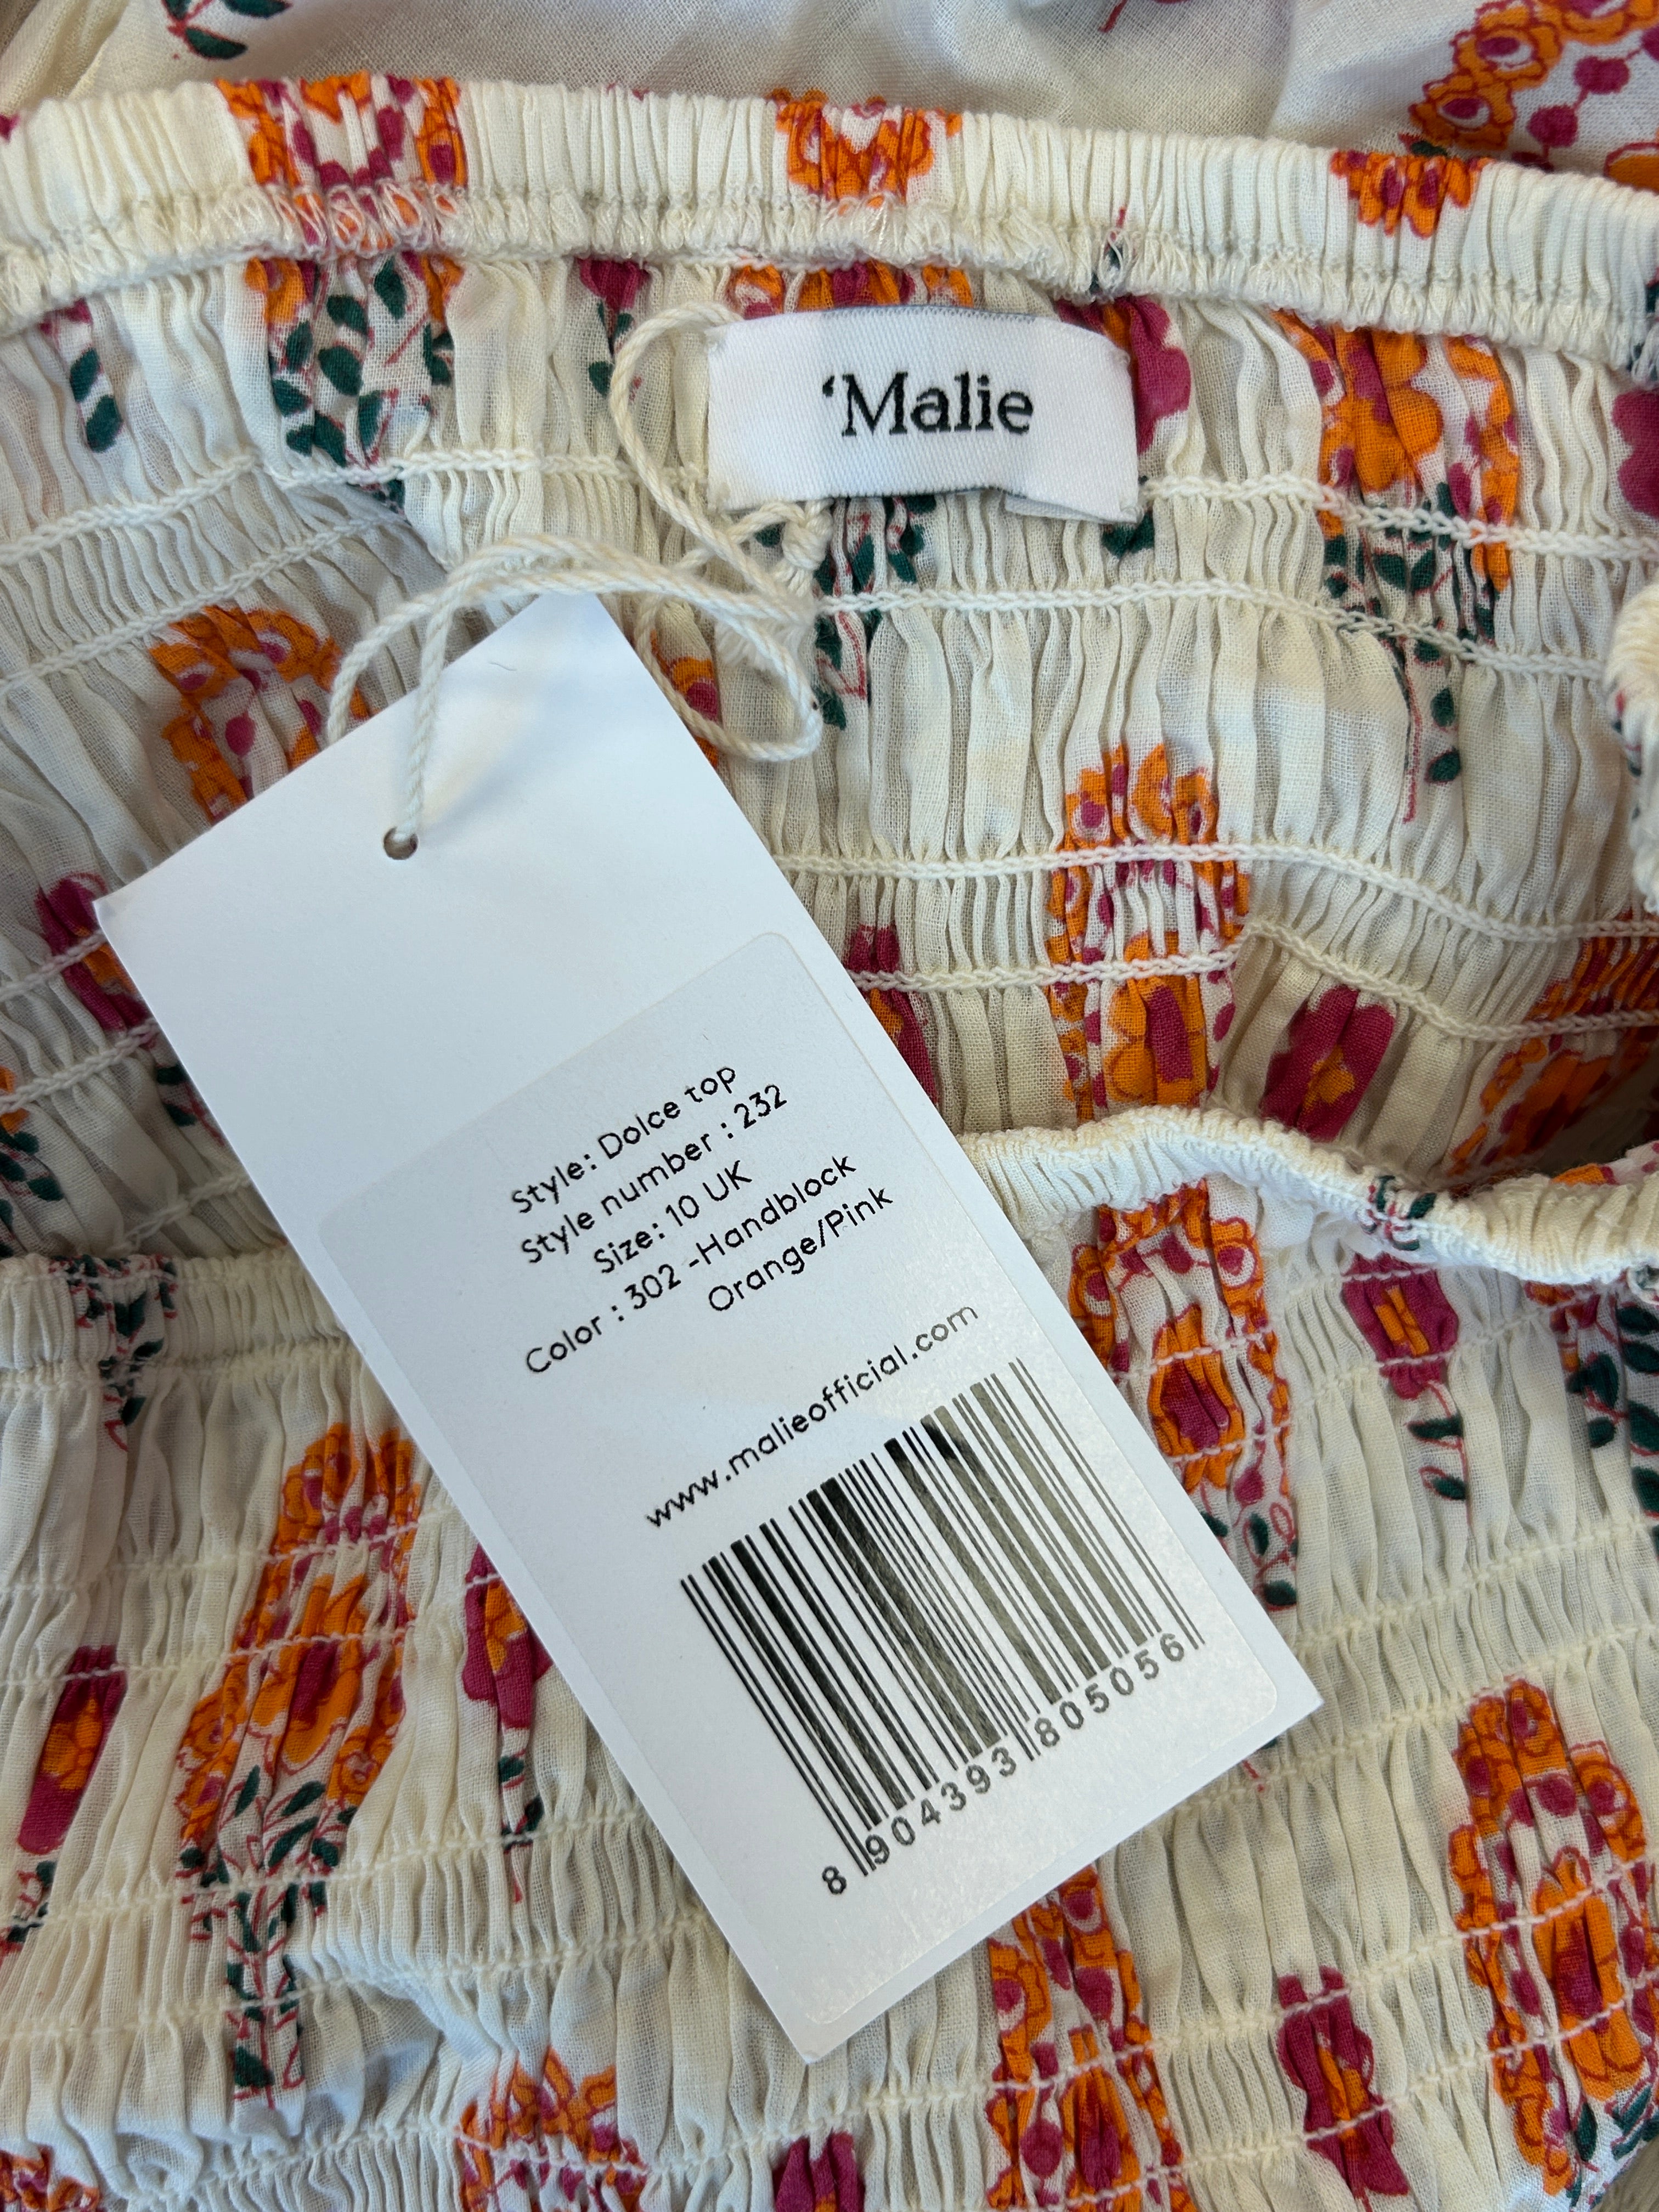 ‘Malie
Style: Dolce top
Style number : 232
Size: 10 UK
Color : 302 -Handblock
Orange/Pink
www.malieofficial.com
8 904393 805056